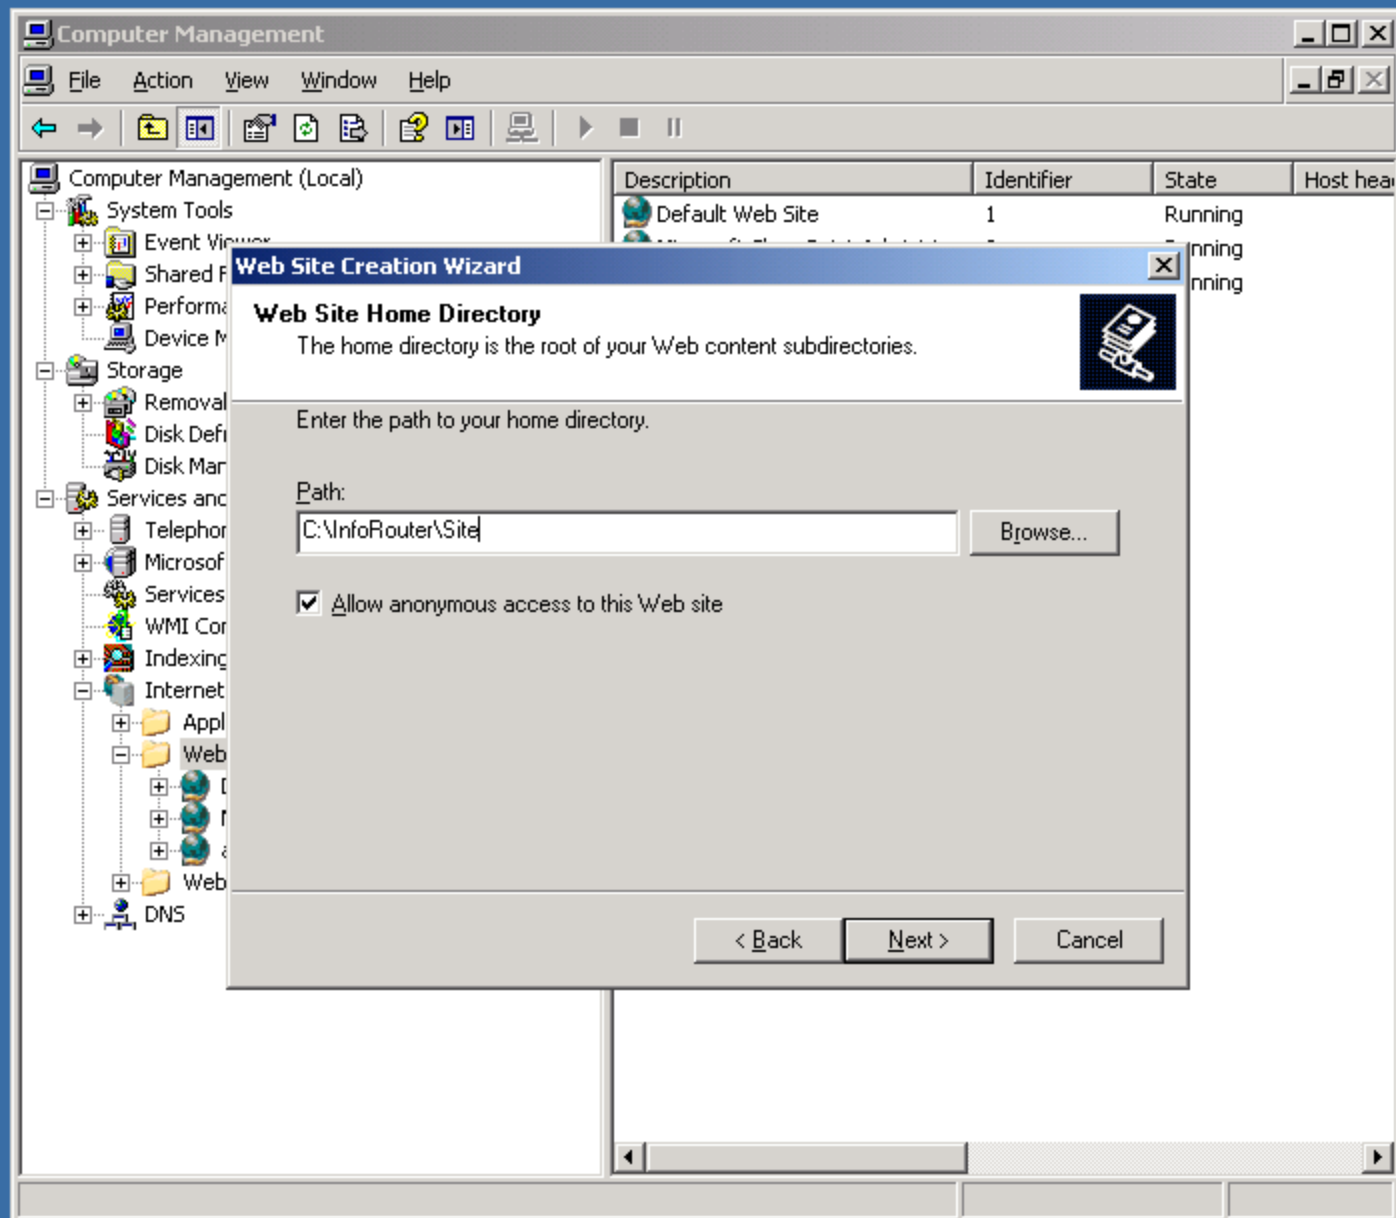 Computer Management
File Action View Window Help
Computer Management (Local)
System Tools
Event Viewer
Shared F
Performa
Device M
Storage
Removal
Disk Defr
Disk Man
Services and
Telephon
Microsof
Services
WMI Con
Indexing
Internet
Appl
Web
D
M
a
Web
DNS
Description Identifier State Host hea
Default Web Site 1 Running
Running
nning
Web Site Creation Wizard
Web Site Home Directory
The home directory is the root of your Web content subdirectories.
Enter the path to your home directory.
Path:
C:\InfoRouter\Site
Browse...
Allow anonymous access to this Web site
< Back Next > Cancel